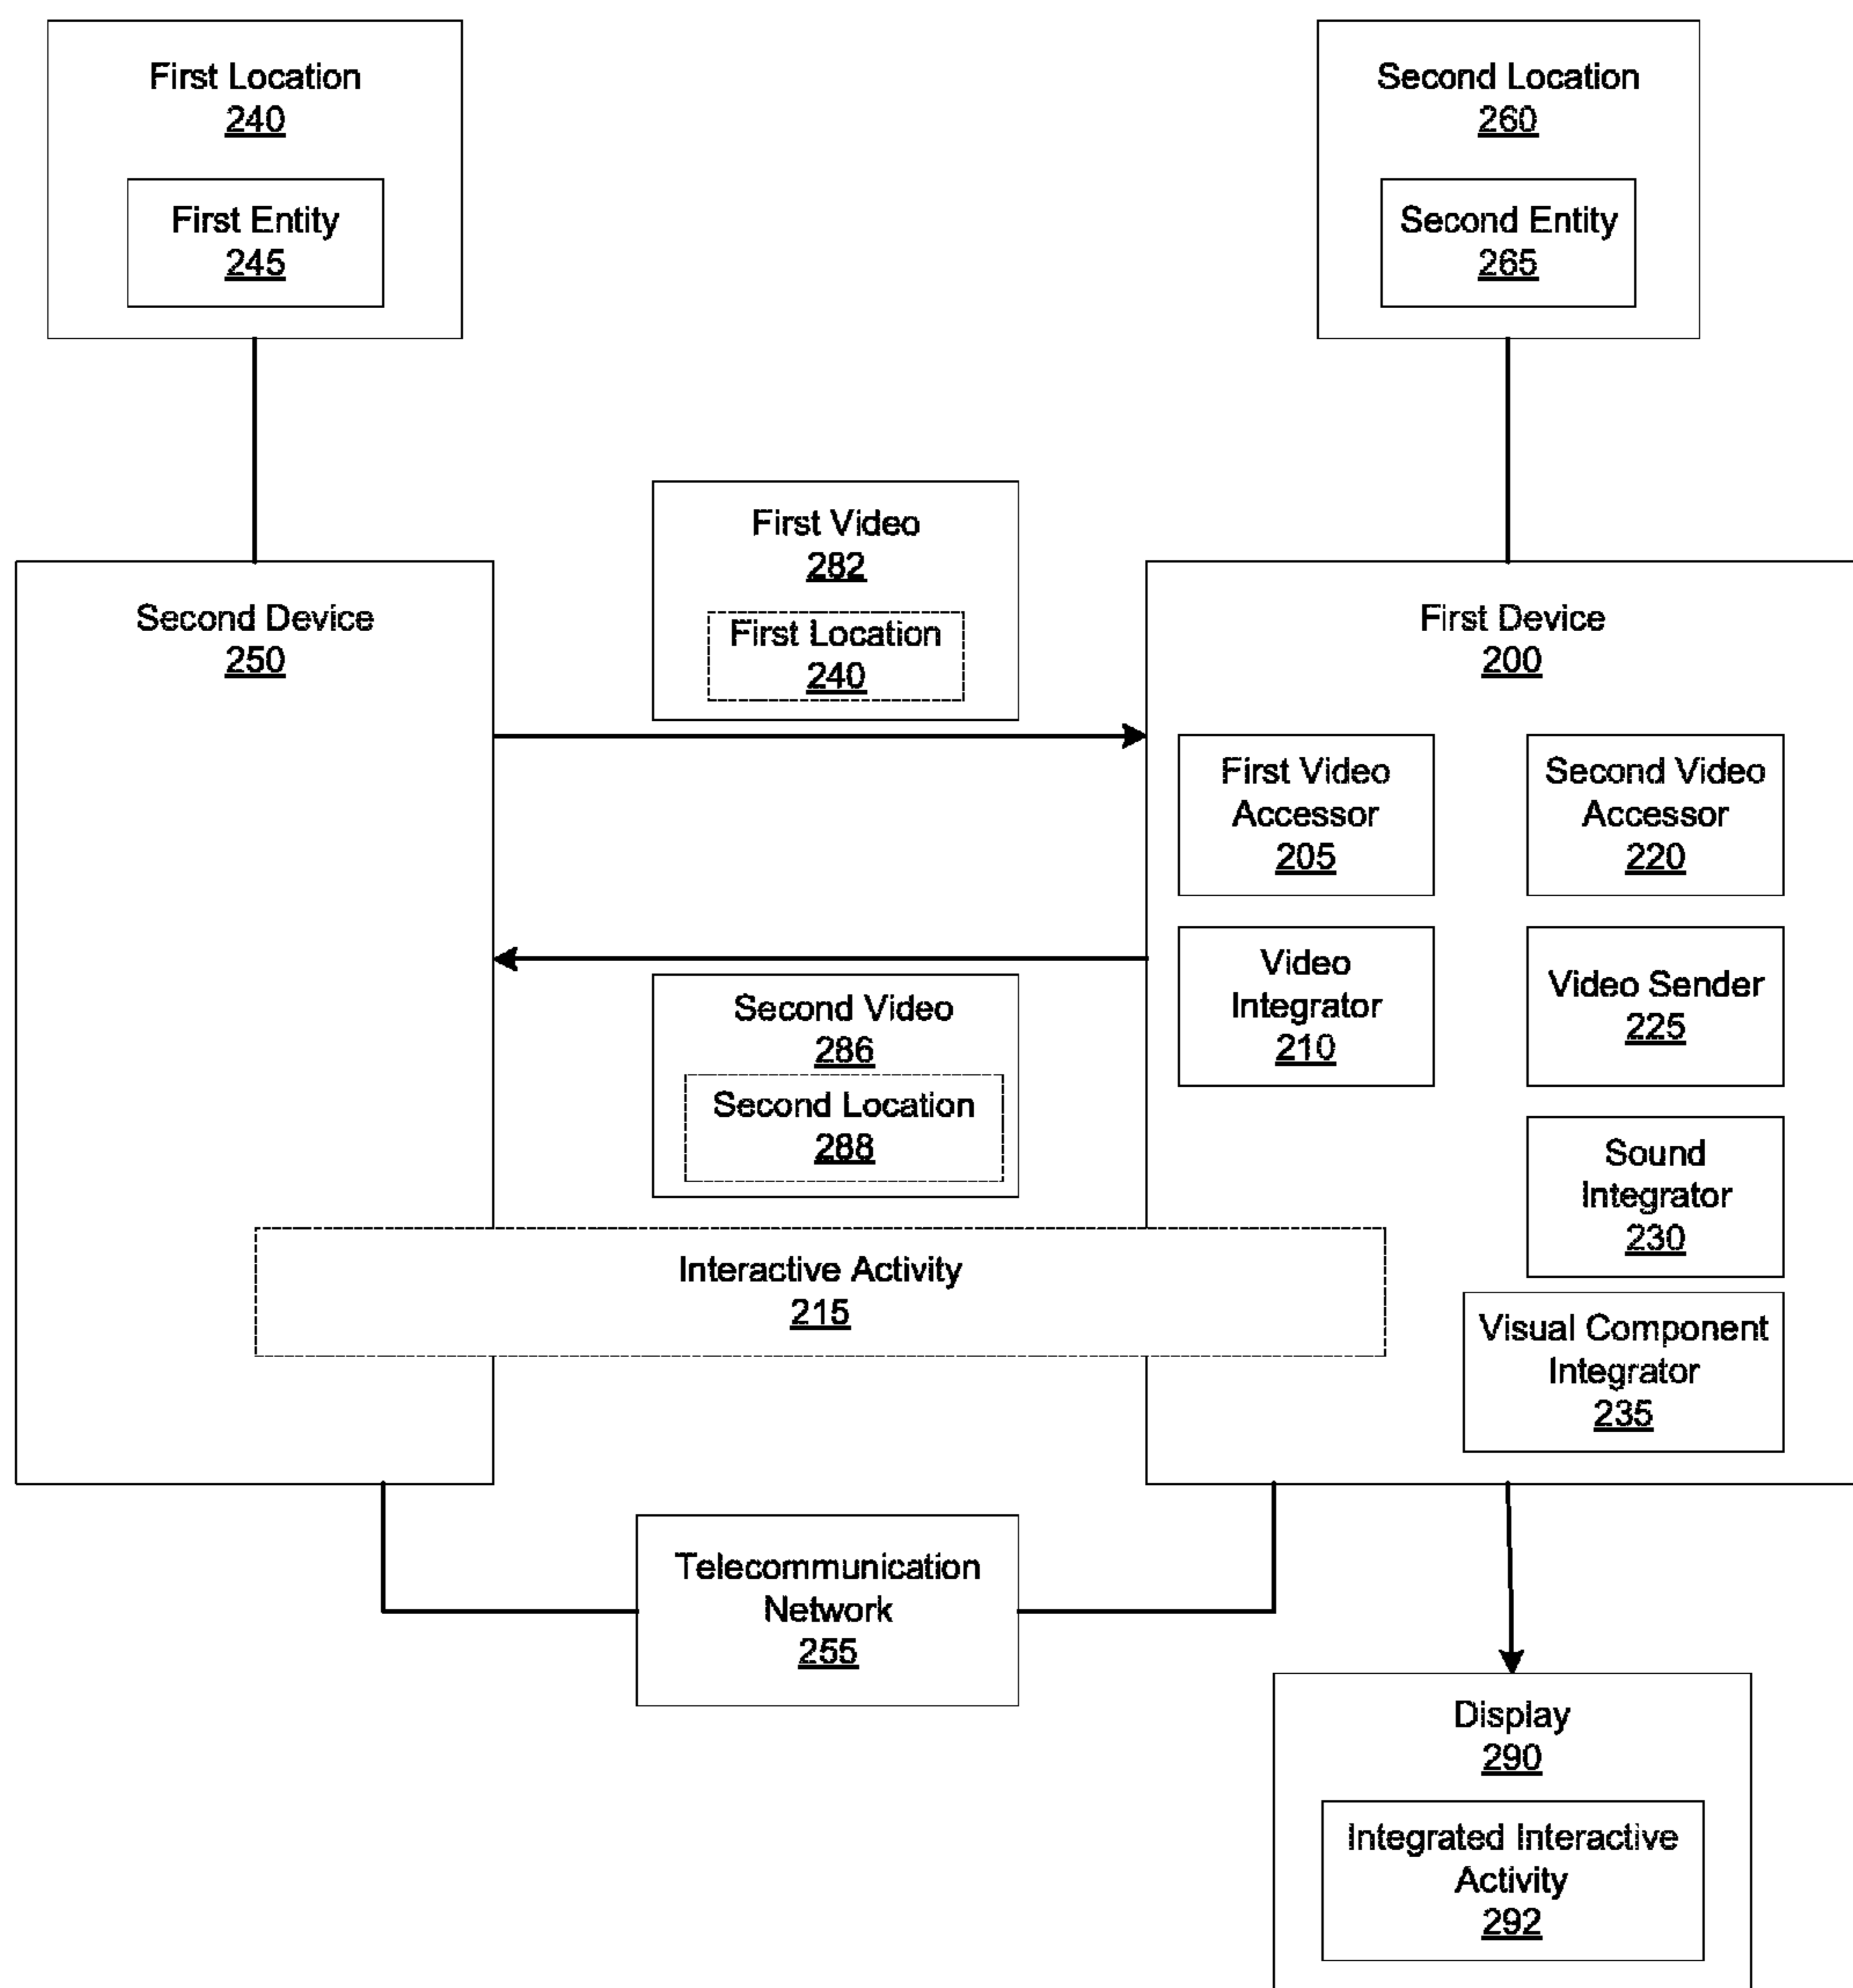 First Location
240
First Entity
245
Second Location
260
Second Entity
265
First Video
282
First Location
240
Second Device
250
First Device
200
First Video
Accessor
205
Second Video
Accessor
220
Video
Integrator
210
Video Sender
225
Second Video
286
Second Location
288
Sound
Integrator
230
Interactive Activity
215
Visual Component
Integrator
235
Telecommunication
Network
255
Display
290
Integrated Interactive
Activity
292